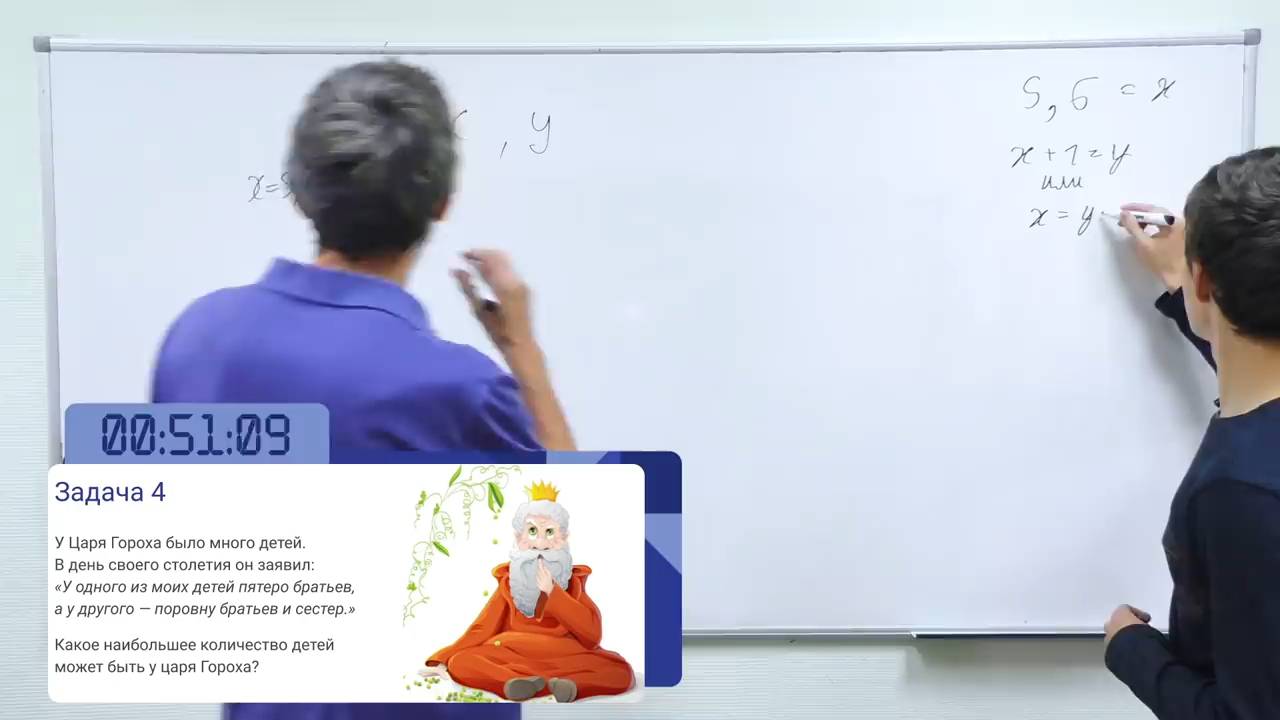 , y
x=5
5, 6 = x
x + 1 = y
или
x = y
00:51:09
Задача 4
У Царя Гороха было много детей.
В день своего столетия он заявил:
«У одного из моих детей пятеро братьев,
а у другого — поровну братьев и сестер.»
Какое наибольшее количество детей
может быть у царя Гороха?